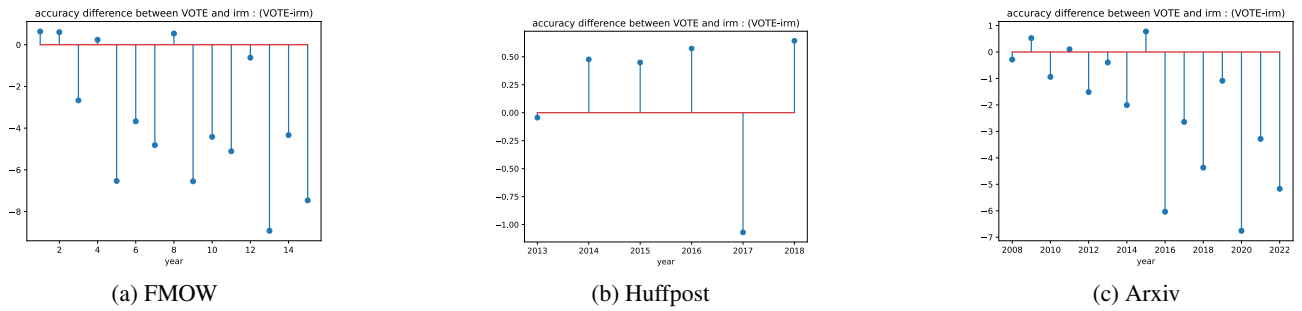 accuracy difference between VOTE and irm : (VOTE-irm)
0
−2
−4
−6
−8
2 4 6 8 10 12 14
year
(a) FMOW
accuracy difference between VOTE and irm : (VOTE-irm)
0.50
0.25
0.00
−0.25
−0.50
−0.75
−1.00
2013 2014 2015 2016 2017 2018
year
(b) Huffpost
accuracy difference between VOTE and irm : (VOTE-irm)
1
0
−1
−2
−3
−4
−5
−6
−7
2008 2010 2012 2014 2016 2018 2020 2022
year
(c) Arxiv